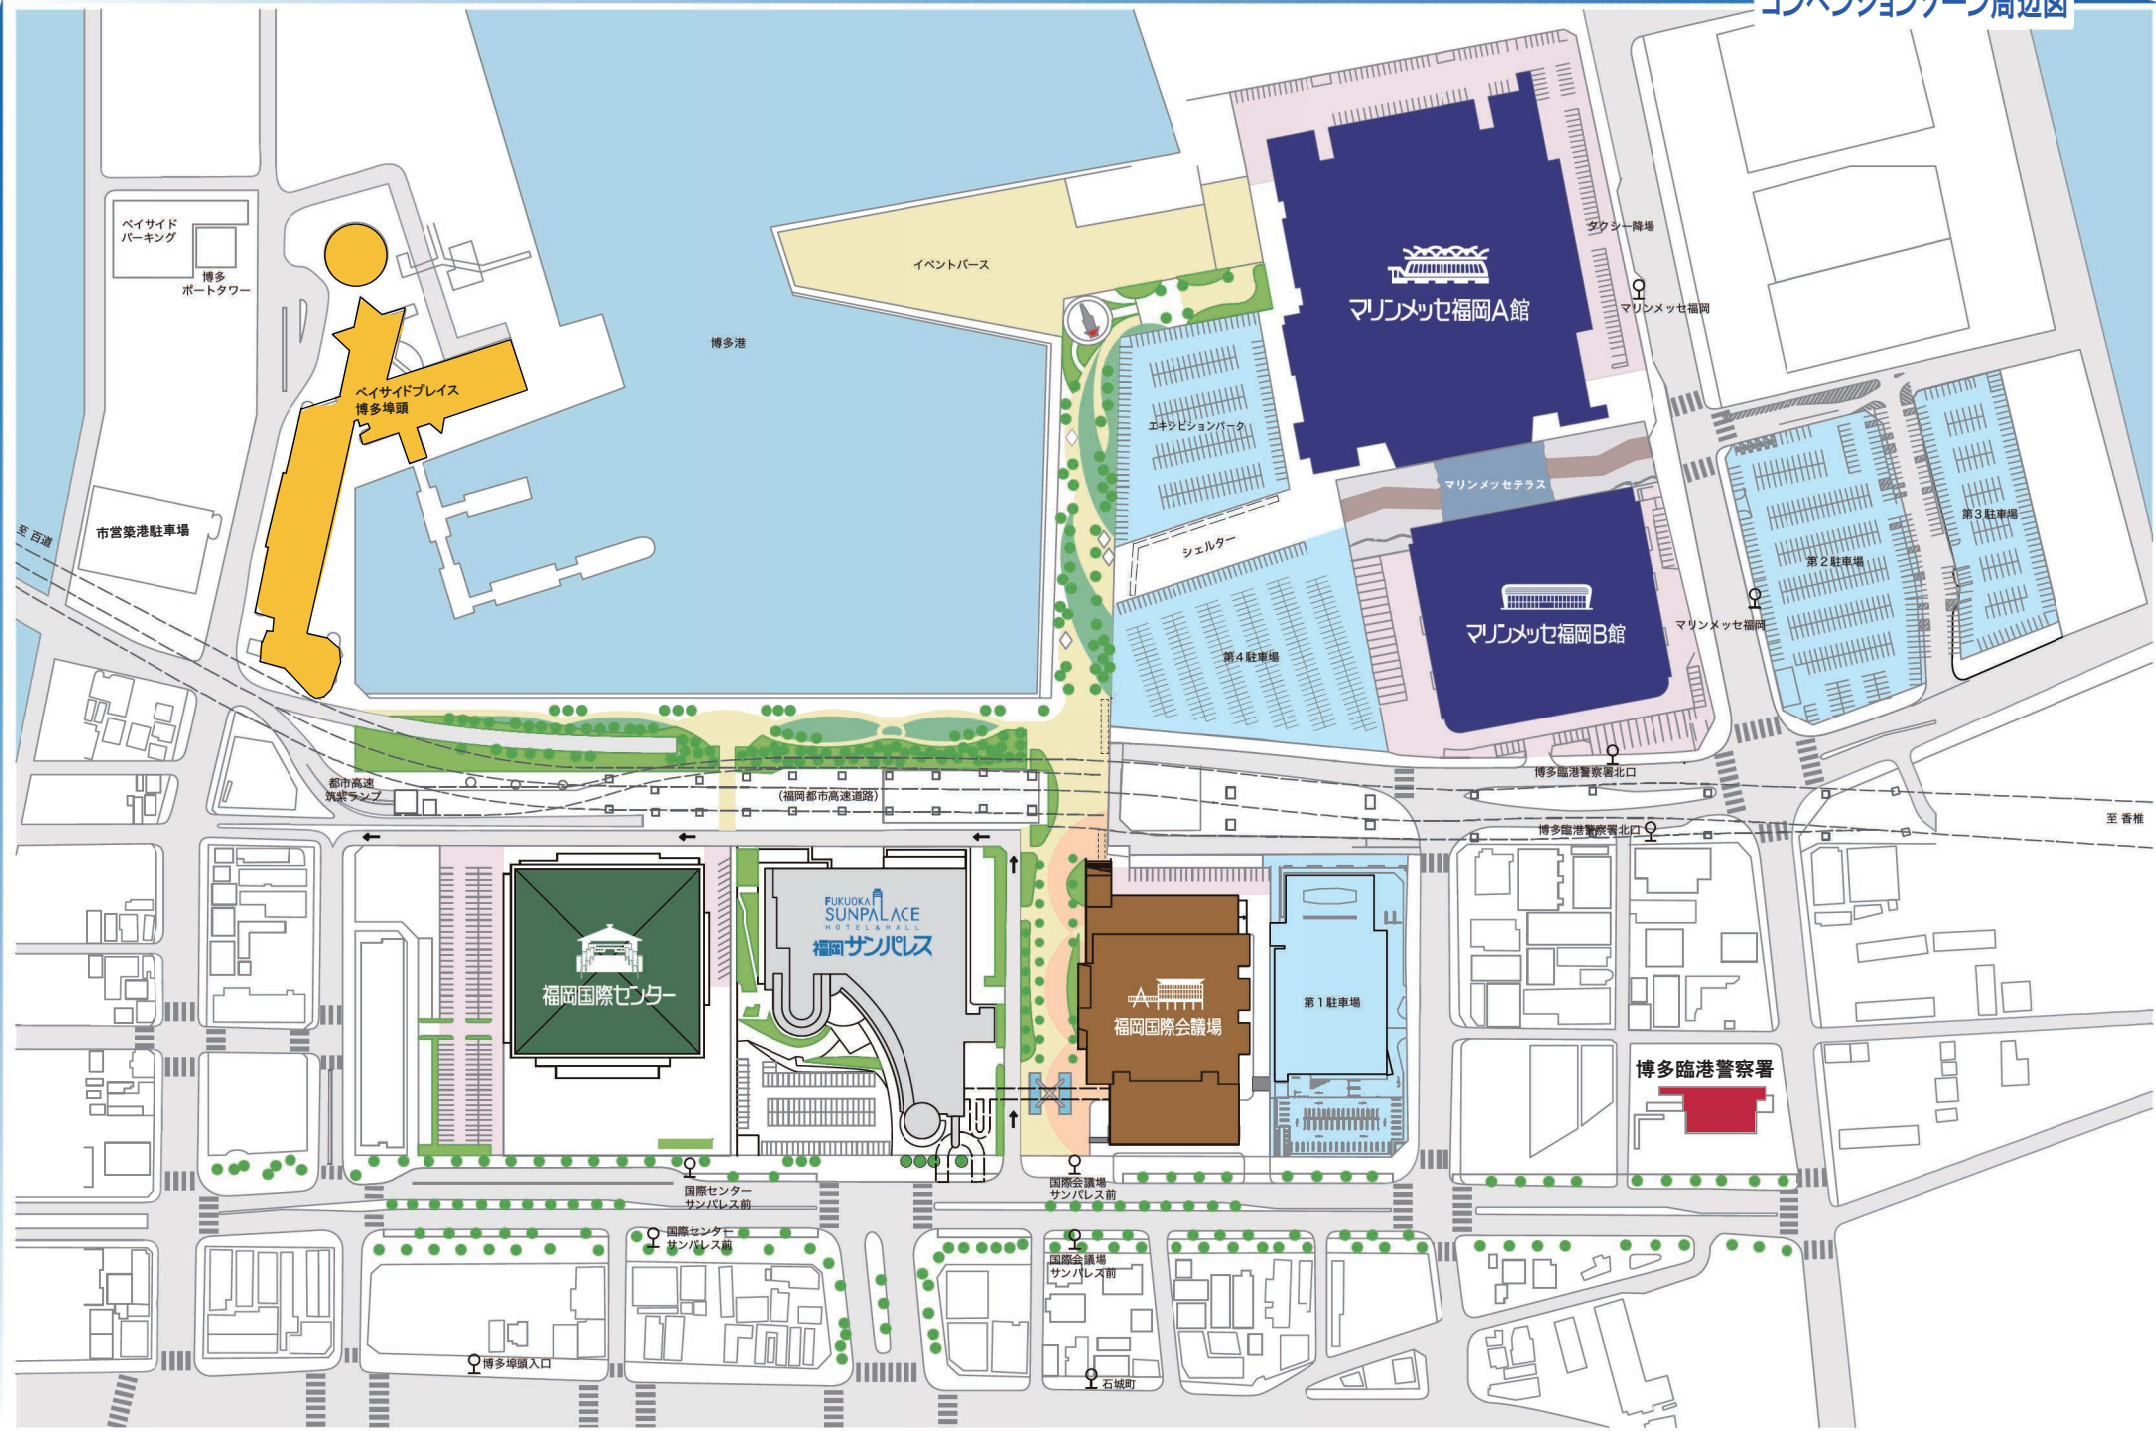 コンベンションゾーン周辺図
ベイサイド
パーキング
博多
ポートタワー
イベントバース
タクシー降場
マリンメッセ福岡A館
マリンメッセ福岡
博多港
ベイサイドプレイス
博多埠頭
エキシビションパーク
マリンメッセテラス
市営築港駐車場
至 百道
シェルター
第3駐車場
第2駐車場
マリンメッセ福岡B館
マリンメッセ福岡
第4駐車場
博多臨港警察署北口
都市高速
筑紫ランプ
(福岡都市高速道路)
博多臨港警察署北口
至 香椎
FUKUOKA
SUNPALACE
HOTEL & HALL
福岡サンパレス
福岡国際センター
福岡国際会議場
第1駐車場
博多臨港警察署
国際センター
サンパレス前
国際会議場
サンパレス前
国際センター
サンパレス前
国際会議場
サンパレス前
博多埠頭入口
石城町